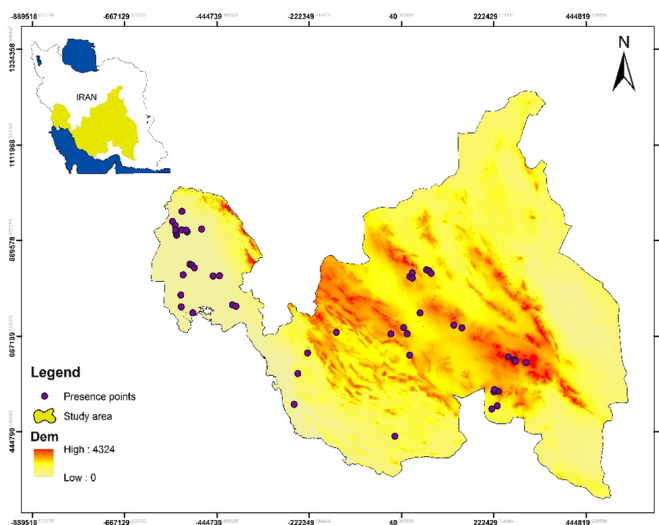 -889518 -667129 -444739 -222349 40 222429 444819
1334358
1111968
889578
667189
444799
IRAN
N
Legend
Presence points
Study area
Dem
High : 4324
Low : 0
-889518 -667129 -444739 -222349 40 222429 444819